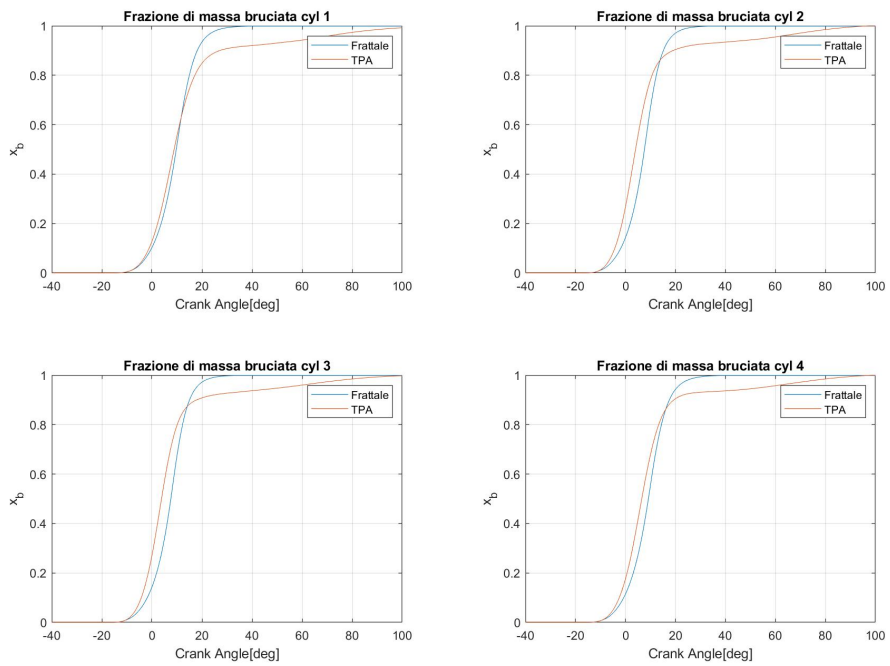 Frazione di massa bruciata cyl 1
1
0.8
0.6
0.4
0.2
0
x_b
-40 -20 0 20 40 60 80 100
Crank Angle[deg]
Frattale
TPA
Frazione di massa bruciata cyl 2
1
0.8
0.6
0.4
0.2
0
x_b
-40 -20 0 20 40 60 80 100
Crank Angle[deg]
Frattale
TPA
Frazione di massa bruciata cyl 3
1
0.8
0.6
0.4
0.2
0
x_b
-40 -20 0 20 40 60 80 100
Crank Angle[deg]
Frattale
TPA
Frazione di massa bruciata cyl 4
1
0.8
0.6
0.4
0.2
0
x_b
-40 -20 0 20 40 60 80 100
Crank Angle[deg]
Frattale
TPA